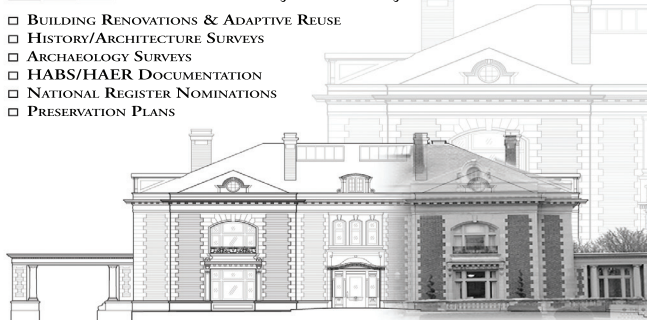 □ Building Renovations & Adaptive Reuse
□ History/Architecture Surveys
□ Archaeology Surveys
□ HABS/HAER Documentation
□ National Register Nominations
□ Preservation Plans